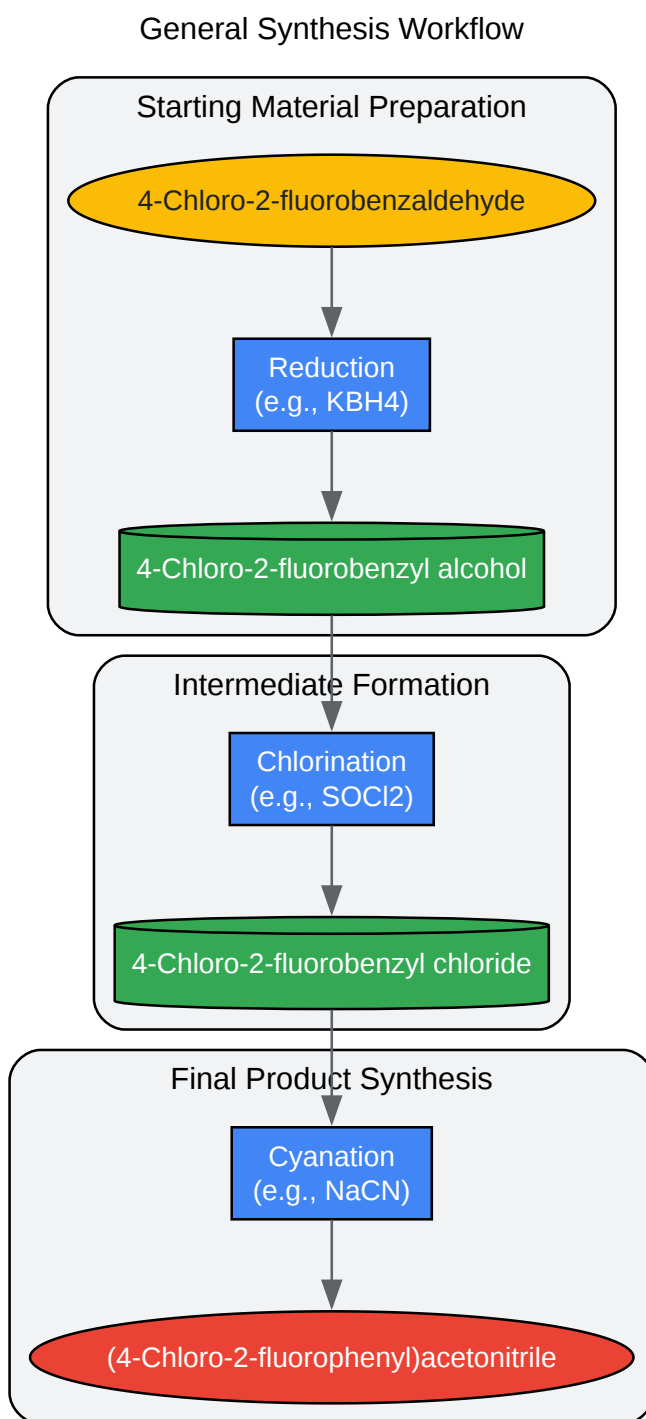 General Synthesis Workflow
Starting Material Preparation
4-Chloro-2-fluorobenzaldehyde
Reduction
(e.g., KBH4)
4-Chloro-2-fluorobenzyl alcohol
Intermediate Formation
Chlorination
(e.g., SOCl2)
4-Chloro-2-fluorobenzyl chloride
Final Product Synthesis
Cyanation
(e.g., NaCN)
(4-Chloro-2-fluorophenyl)acetonitrile